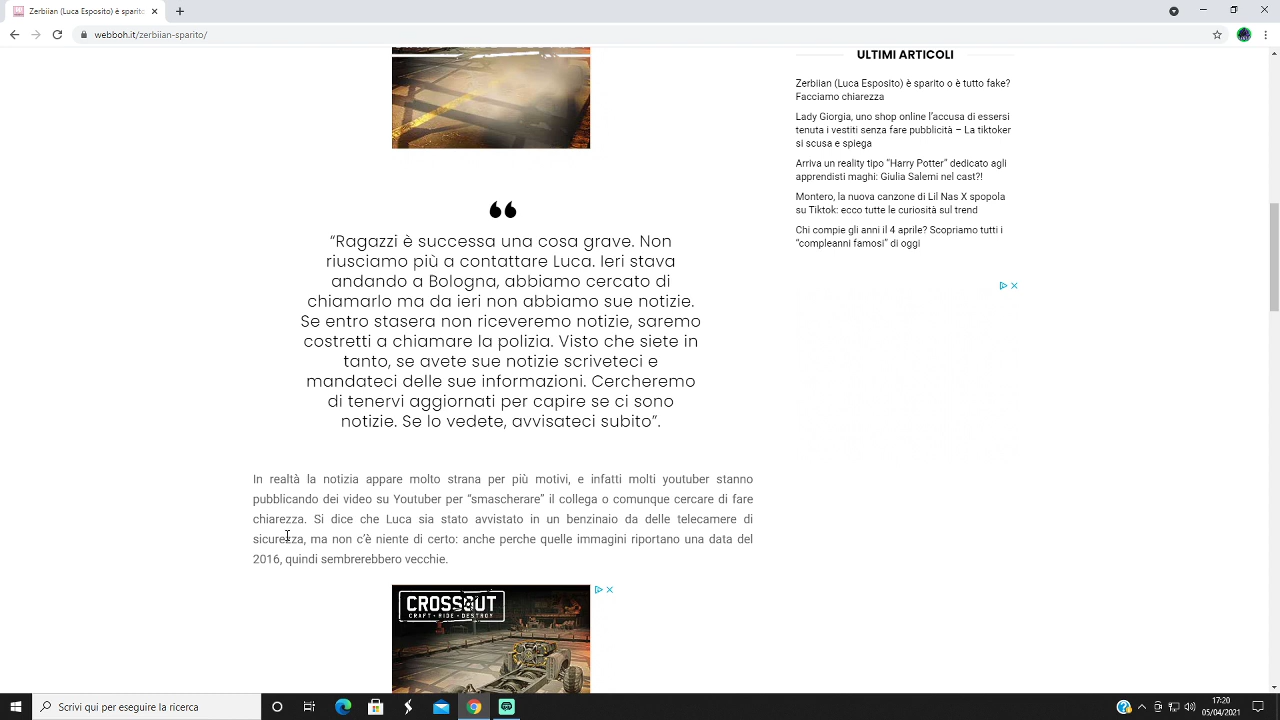 Zerbiian (Luca Esposito) è sparito
webboh.it/zerbiian-sparito/
ULTIMI ARTICOLI
Zerbiian (Luca Esposito) è sparito o è tutto fake?
Facciamo chiarezza
Lady Giorgia, uno shop online l’accusa di essersi
tenuta i vestiti senza fare pubblicità – La tiktoker
si scusa e spiega
Arriva un reality tipo “Harry Potter” dedicato agli
apprendisti maghi: Giulia Salemi nel cast?!
Montero, la nuova canzone di Lil Nas X spopola
su Tiktok: ecco tutte le curiosità sul trend
Chi compie gli anni il 4 aprile? Scopriamo tutti i
“compleanni famosi” di oggi
“Ragazzi è successa una cosa grave. Non
riusciamo più a contattare Luca. Ieri stava
andando a Bologna, abbiamo cercato di
chiamarlo ma da ieri non abbiamo sue notizie.
Se entro stasera non riceveremo notizie, saremo
costretti a chiamare la polizia. Visto che siete in
tanto, se avete sue notizie scriveteci e
mandateci delle sue informazioni. Cercheremo
di tenervi aggiornati per capire se ci sono
notizie. Se lo vedete, avvisateci subito”.
In realtà la notizia appare molto strana per più motivi, e infatti molti youtuber stanno
pubblicando dei video su Youtuber per “smascherare” il collega o comunque cercare di fare
chiarezza. Si dice che Luca sia stato avvistato in un benzinaio da delle telecamere di
sicurezza, ma non c’è niente di certo: anche perche quelle immagini riportano una data del
2016, quindi sembrerebbero vecchie.
CROSSOUT
CRAFT • RIDE • DESTROY
Scrivi qui per eseguire la ricerca
17:20
05/04/2021